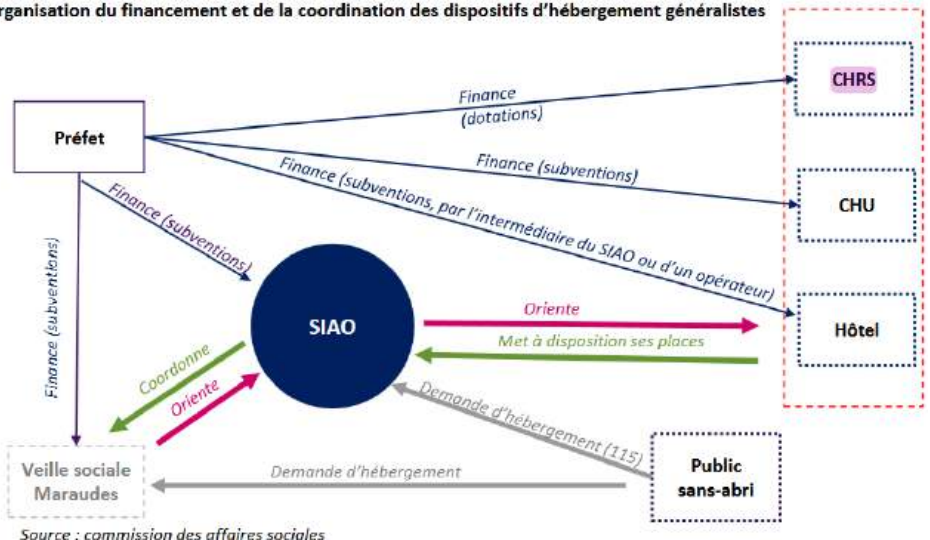 rganisation du financement et de la coordination des dispositifs d'hébergement généralistes
CHRS
Finance
(dotations)
Préfet
Finance (subventions)
CHU
Finance (subventions, par l'intermédiaire du SIAO ou d'un opérateur)
Finance (subventions)
Finance (subventions)
SIAO
Oriente
Hôtel
Met à disposition ses places
Coordonne
Oriente
Demande d'hébergement (115)
Veille sociale
Maraudes
Demande d'hébergement
Public
sans-abri
Source : commission des affaires sociales